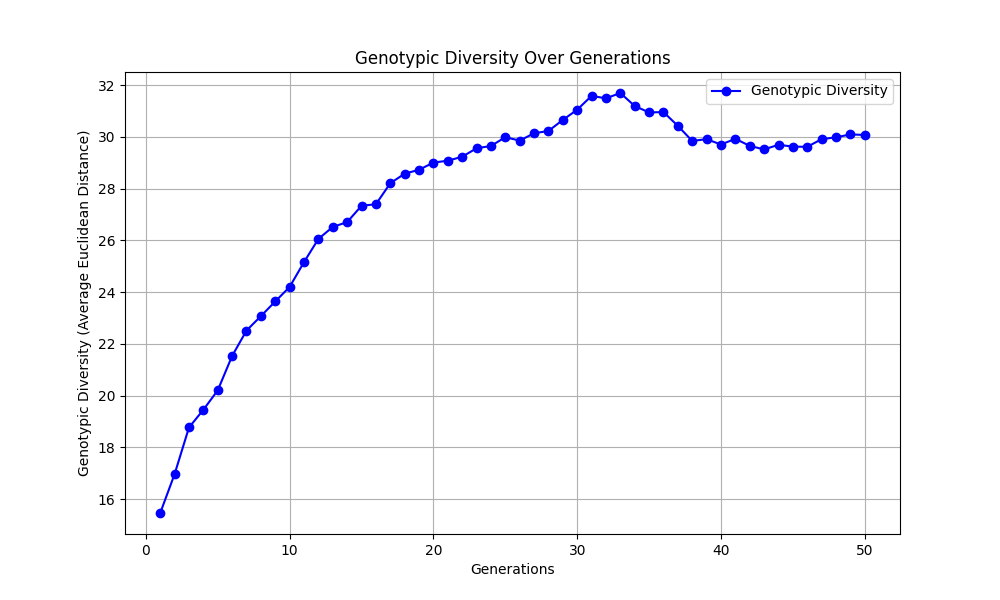 Genotypic Diversity Over Generations
Genotypic Diversity
Genotypic Diversity (Average Euclidean Distance)
32
30
28
26
24
22
20
18
16
0 10 20 30 40 50
Generations